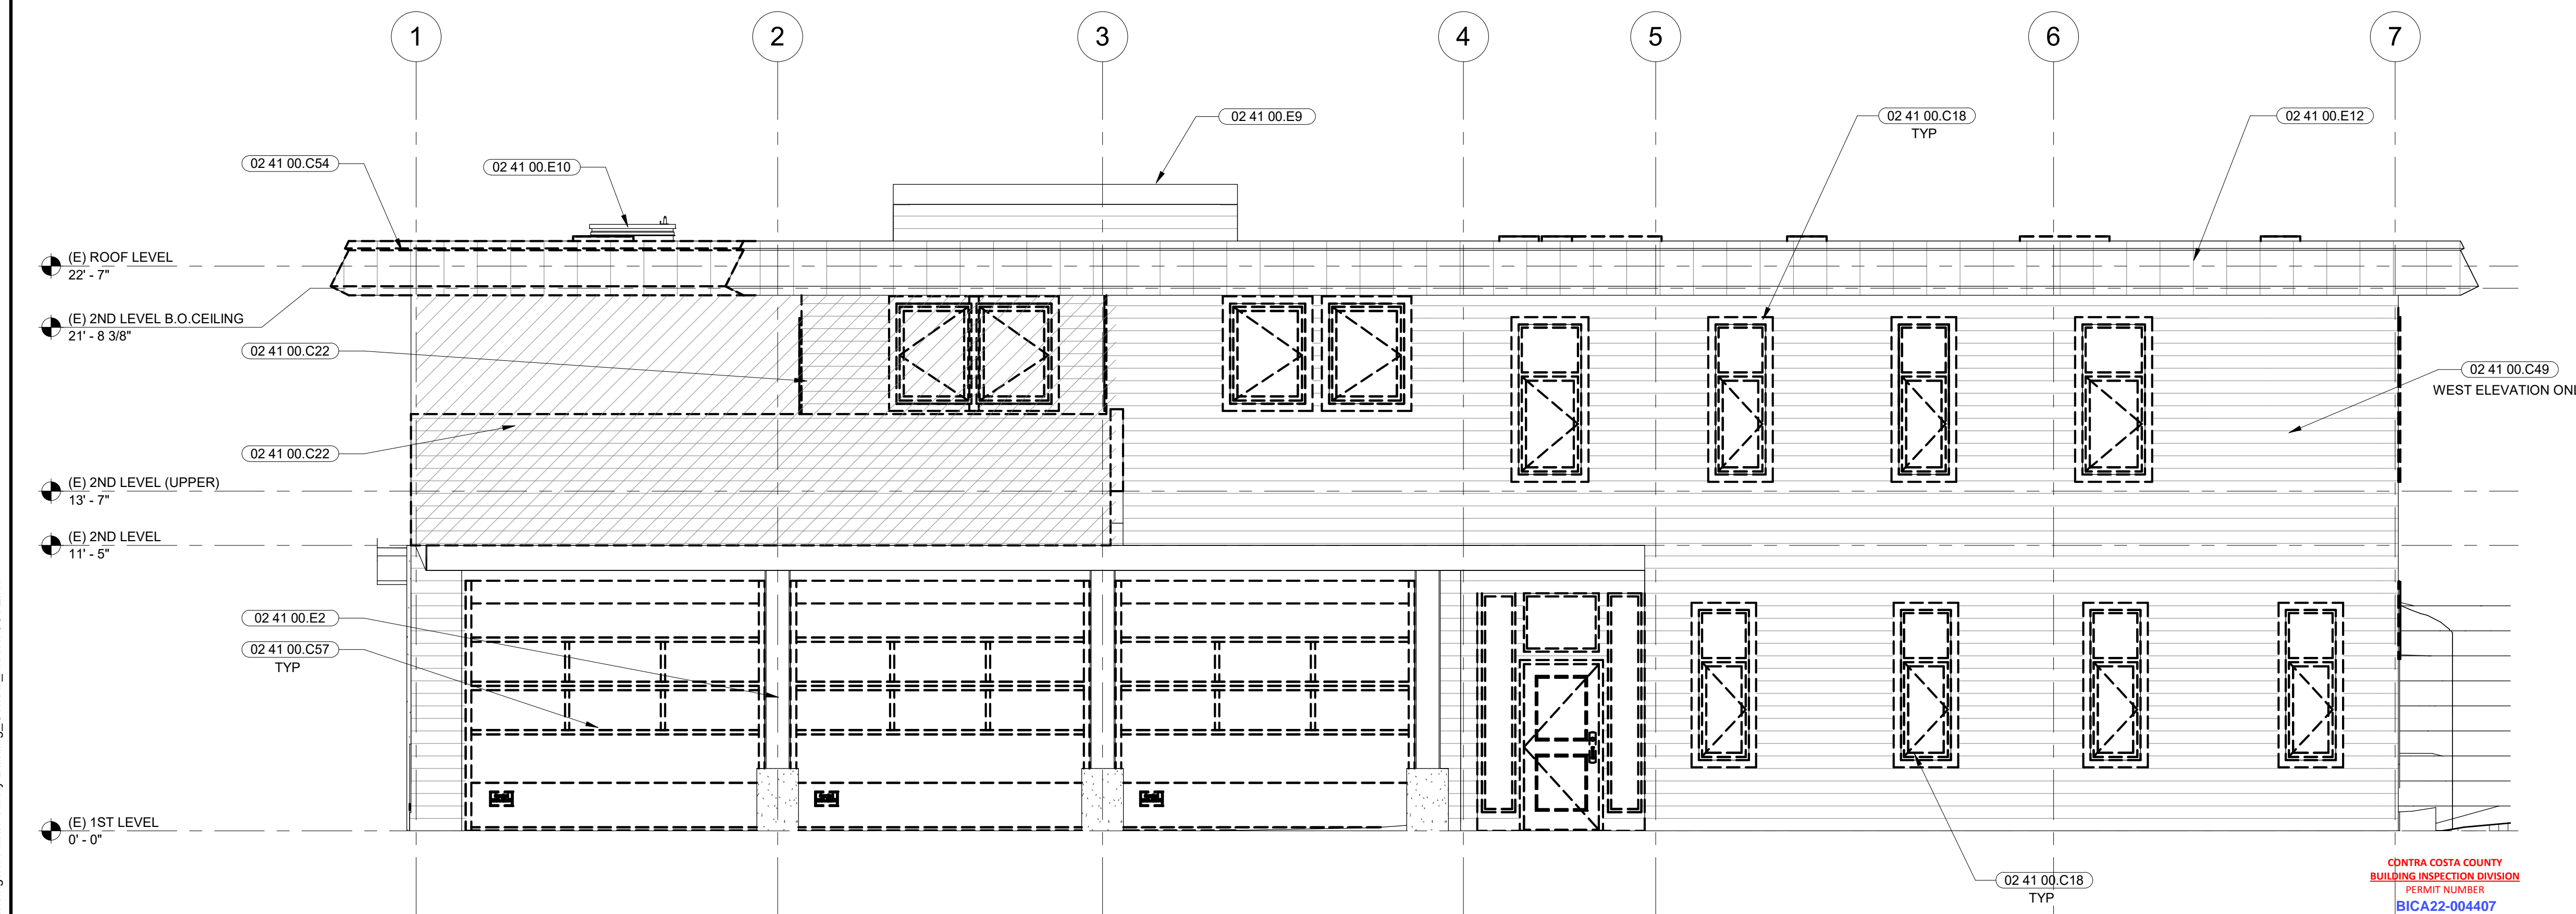 1
2
3
4
5
6
7
02 41 00.E9
02 41 00.C18
TYP
02 41 00.E12
02 41 00.C54
02 41 00.E10
(E) ROOF LEVEL
22' - 7"
(E) 2ND LEVEL B.O.CEILING
21' - 8 3/8"
02 41 00.C22
02 41 00.C49
WEST ELEVATION
02 41 00.C22
(E) 2ND LEVEL (UPPER)
13' - 7"
(E) 2ND LEVEL
11' - 5"
02 41 00.E2
02 41 00.C57
TYP
(E) 1ST LEVEL
0' - 0"
02 41 00.C18
TYP
CONTRA COSTA COUNTY
BUILDING INSPECTION DIVISION
PERMIT NUMBER
BICA22-004407